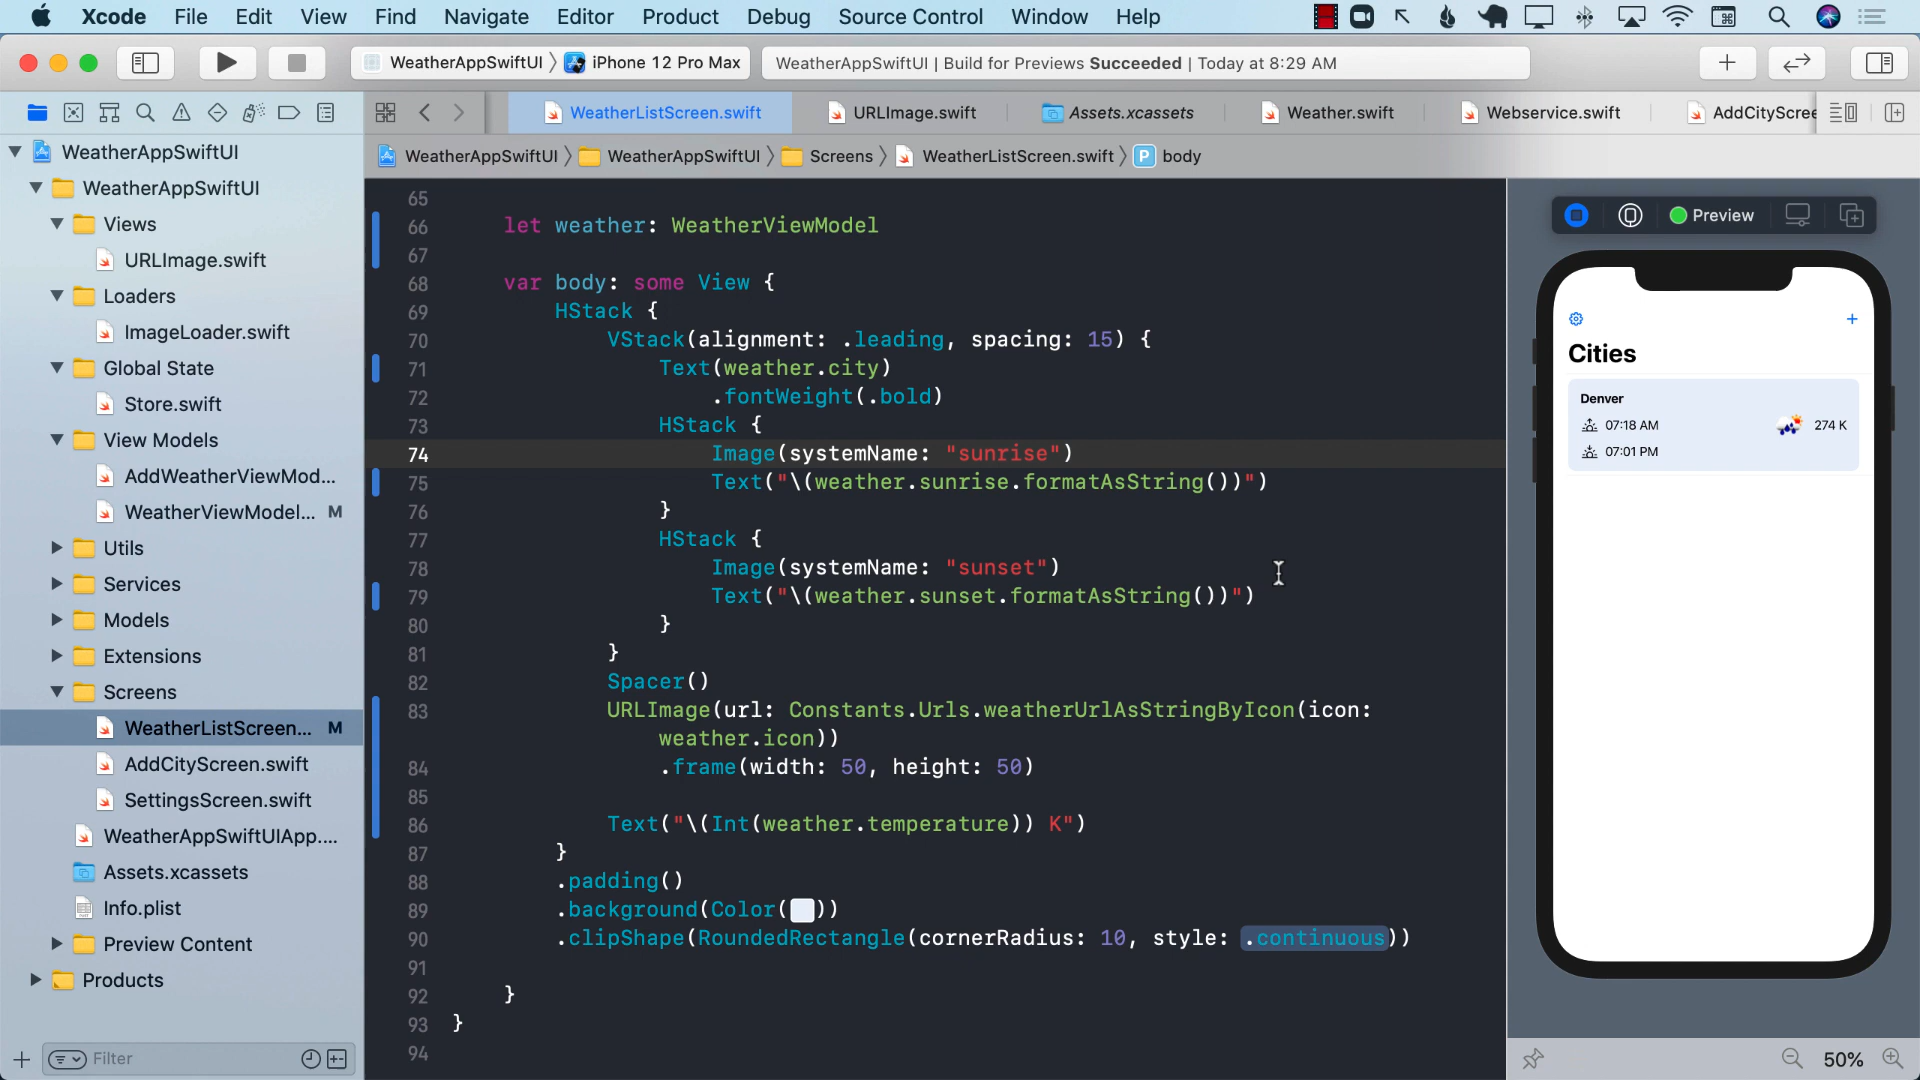 Xcode File Edit View Find Navigate Editor Product Debug Source Control Window Help
WeatherAppSwiftUI iPhone 12 Pro Max
WeatherAppSwiftUI | Build for Previews Succeeded | Today at 8:29 AM
WeatherListScreen.swift URLImage.swift Assets.xcassets Weather.swift Webservice.swift AddCityScree
WeatherAppSwiftUI WeatherAppSwiftUI Screens WeatherListScreen.swift P body
WeatherAppSwiftUI
WeatherAppSwiftUI
Views
URLImage.swift
Loaders
ImageLoader.swift
Global State
Store.swift
View Models
AddWeatherViewMod...
WeatherViewModel... M
Utils
Services
Models
Extensions
Screens
WeatherListScreen... M
AddCityScreen.swift
SettingsScreen.swift
WeatherAppSwiftUIApp....
Assets.xcassets
Info.plist
Preview Content
Products
Filter
65
66 let weather: WeatherViewModel
67
68 var body: some View {
69 HStack {
70 VStack(alignment: .leading, spacing: 15) {
71 Text(weather.city)
72 .fontWeight(.bold)
73 HStack {
74 Image(systemName: "sunrise")
75 Text("\(weather.sunrise.formatAsString())")
76 }
77 HStack {
78 Image(systemName: "sunset")
79 Text("\(weather.sunset.formatAsString())")
80 }
81 }
82 Spacer()
83 URLImage(url: Constants.Urls.weatherUrlAsStringByIcon(icon:
weather.icon))
84 .frame(width: 50, height: 50)
85
86 Text("\(Int(weather.temperature)) K")
87 }
88 .padding()
89 .background(Color( ))
90 .clipShape(RoundedRectangle(cornerRadius: 10, style: .continuous))
91
92 }
93 }
94
Preview
Cities
Denver
07:18 AM
274 K
07:01 PM
50%